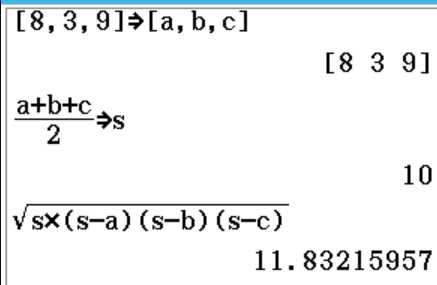 [8,3,9]⇒[a,b,c]
[8 3 9]
a+b+c
2
⇒s
10
√s×(s-a)(s-b)(s-c)
11.83215957